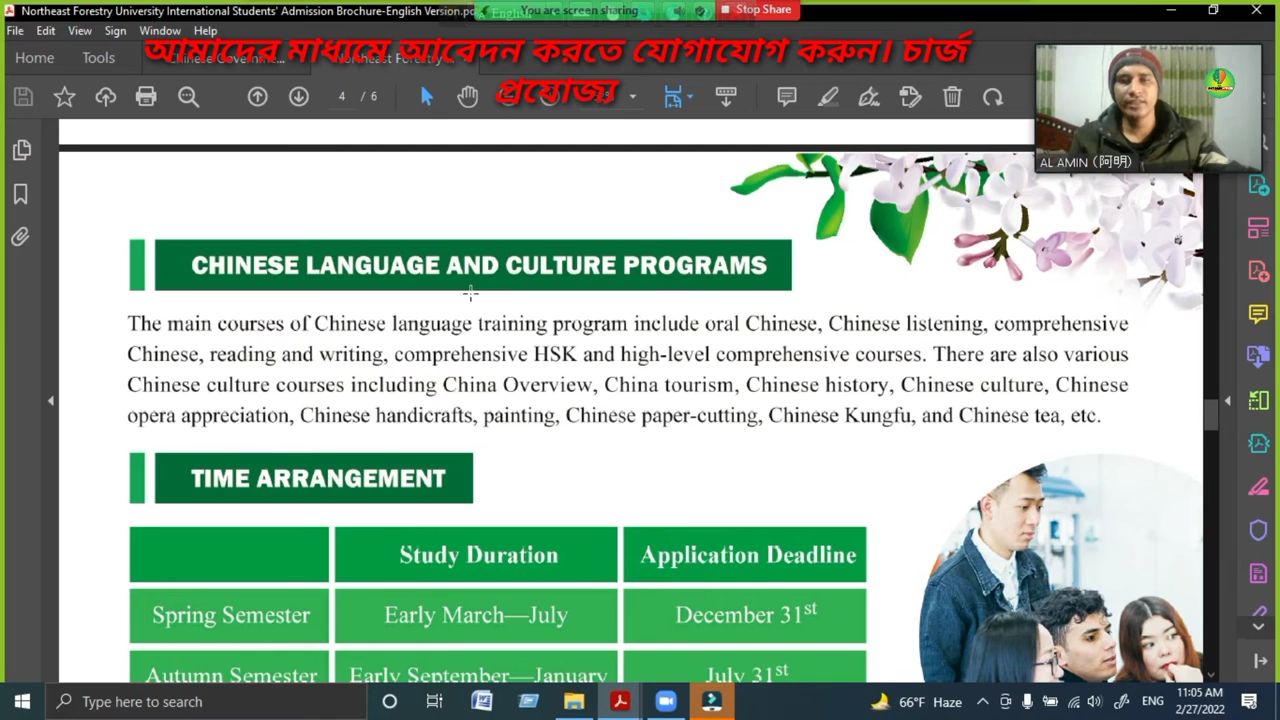 Northeast Forestry University International Students' Admission Brochure-English Version.pd
English
You are screen sharing
Stop Share
File Edit View Sign Window Help
আমাদের মাধ্যমে আবেদন করতে যোগাযোগ করুন। চার্জ
প্রযোজ্য
Home Tools Chinese Governme... Northeast Forestry
4 / 6
AL AMIN (阿明)
CHINESE LANGUAGE AND CULTURE PROGRAMS
The main courses of Chinese language training program include oral Chinese, Chinese listening, comprehensive
Chinese, reading and writing, comprehensive HSK and high-level comprehensive courses. There are also various
Chinese culture courses including China Overview, China tourism, Chinese history, Chinese culture, Chinese
opera appreciation, Chinese handicrafts, painting, Chinese paper-cutting, Chinese Kungfu, and Chinese tea, etc.
TIME ARRANGEMENT
Study Duration Application Deadline
Spring Semester Early March—July December 31st
Autumn Semester Early September—January July 31st
Type here to search
66°F Haze
ENG
11:05 AM
2/27/2022